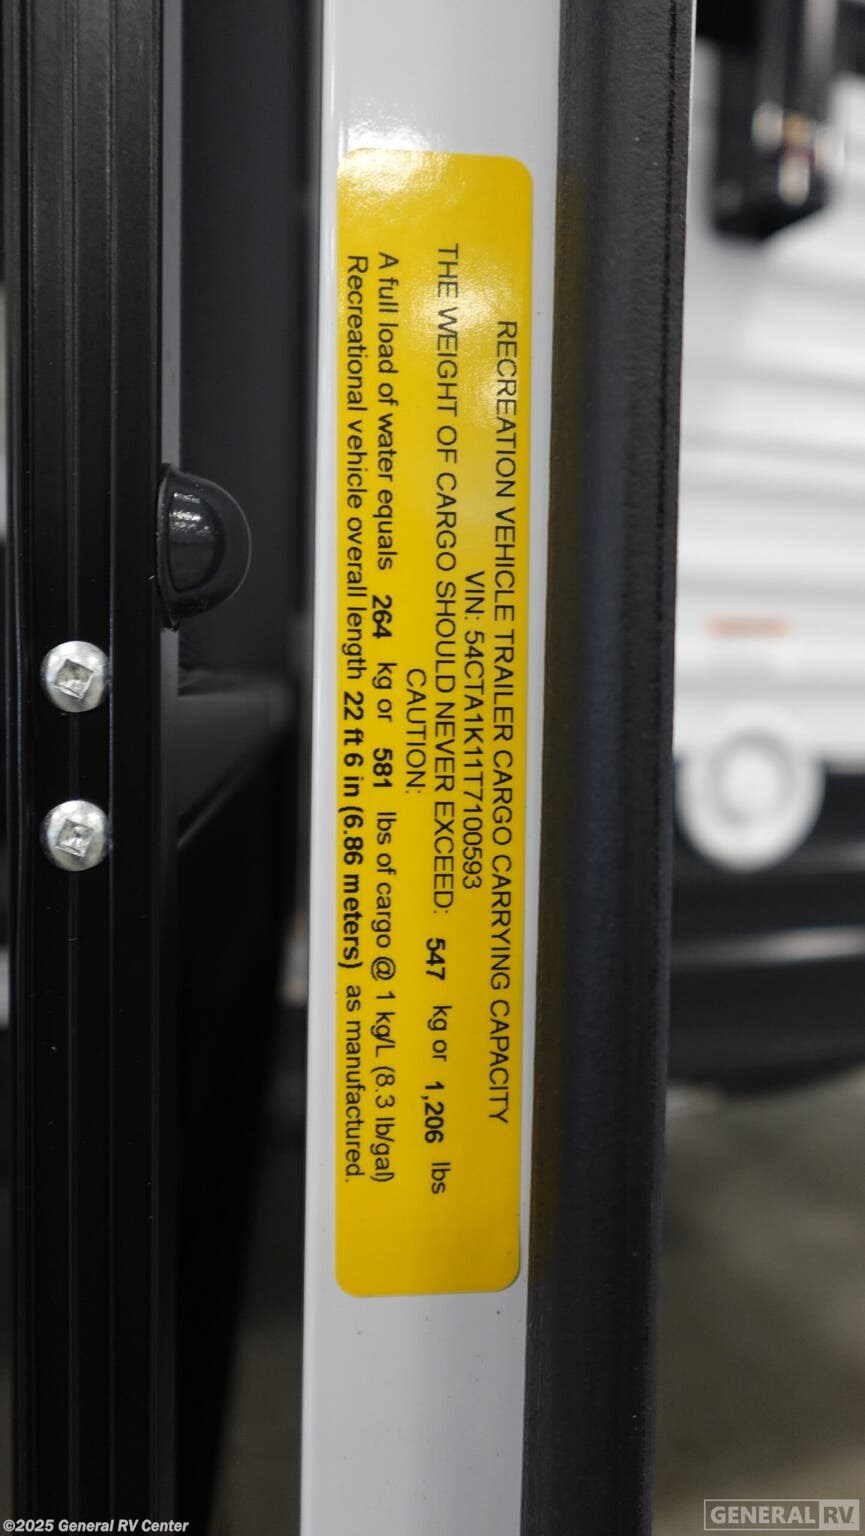 RECREATION VEHICLE TRAILER CARGO CARRYING CAPACITY
VIN: 54CTA1K11T7100593
THE WEIGHT OF CARGO SHOULD NEVER EXCEED: 547 kg or 1,206 lbs
CAUTION:
A full load of water equals 264 kg or 581 lbs of cargo @ 1 kg/L (8.3 lb/gal)
Recreational vehicle overall length 22 ft 6 in (6.86 meters) as manufactured.
©2025 General RV Center
GENERAL RV